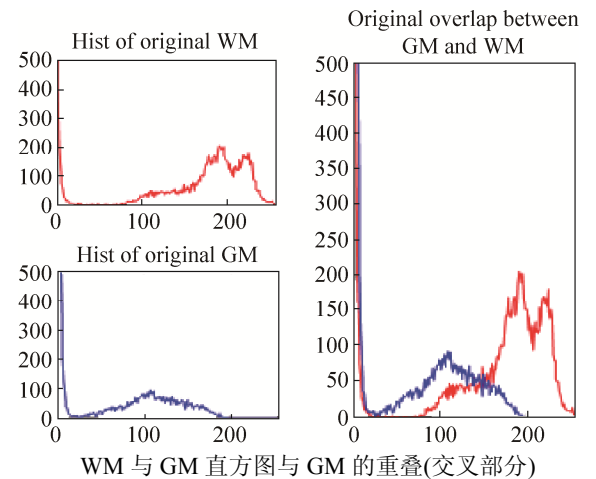 Hist of original WM
500
400
300
200
100
0
0 100 200
Hist of original GM
500
400
300
200
100
0
0 100 200
Original overlap between
GM and WM
500
450
400
350
300
250
200
150
100
50
0
0 100 200
WM 与 GM 直方图与 GM 的重叠(交叉部分)